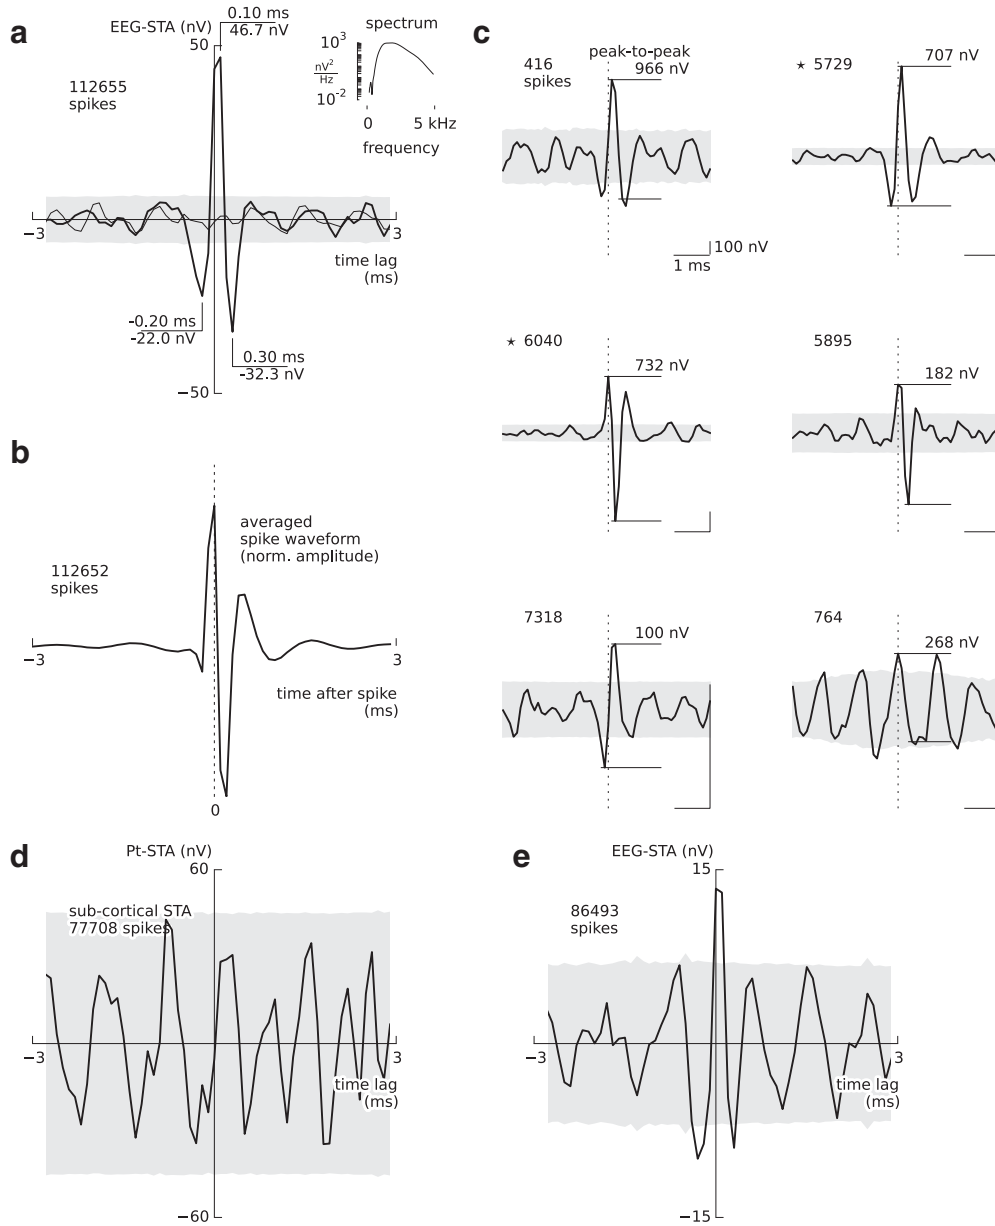 a
EEG-STA (nV)
0.10 ms
46.7 nV
50
112655
spikes
spectrum
10³
nV²
Hz
10⁻²
0
5 kHz
frequency
−3
3
time lag
(ms)
-0.20 ms
-22.0 nV
0.30 ms
-32.3 nV
−50
b
averaged
spike waveform
(norm. amplitude)
112652
spikes
−3
3
time after spike
(ms)
0
c
416
spikes
peak-to-peak
966 nV
100 nV
1 ms
⋆ 5729
707 nV
⋆ 6040
732 nV
5895
182 nV
7318
100 nV
764
268 nV
d
Pt-STA (nV)
60
sub-cortical STA
77708 spikes
−3
3
time lag
(ms)
−60
e
EEG-STA (nV)
15
86493
spikes
−3
3
time lag
(ms)
−15